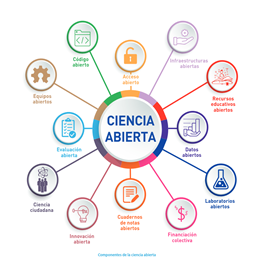 Código
abierto
Acceso
abierto
Infraestructuras
abiertas
Equipos
abiertos
Recursos
educativos
abiertos
CIENCIA
ABIERTA
Evaluación
abierta
Datos
abiertos
Ciencia
ciudadana
Laboratorios
abiertos
Innovación
abierta
Cuadernos
de notas
abiertos
Financiación
colectiva
Componentes de la ciencia abierta